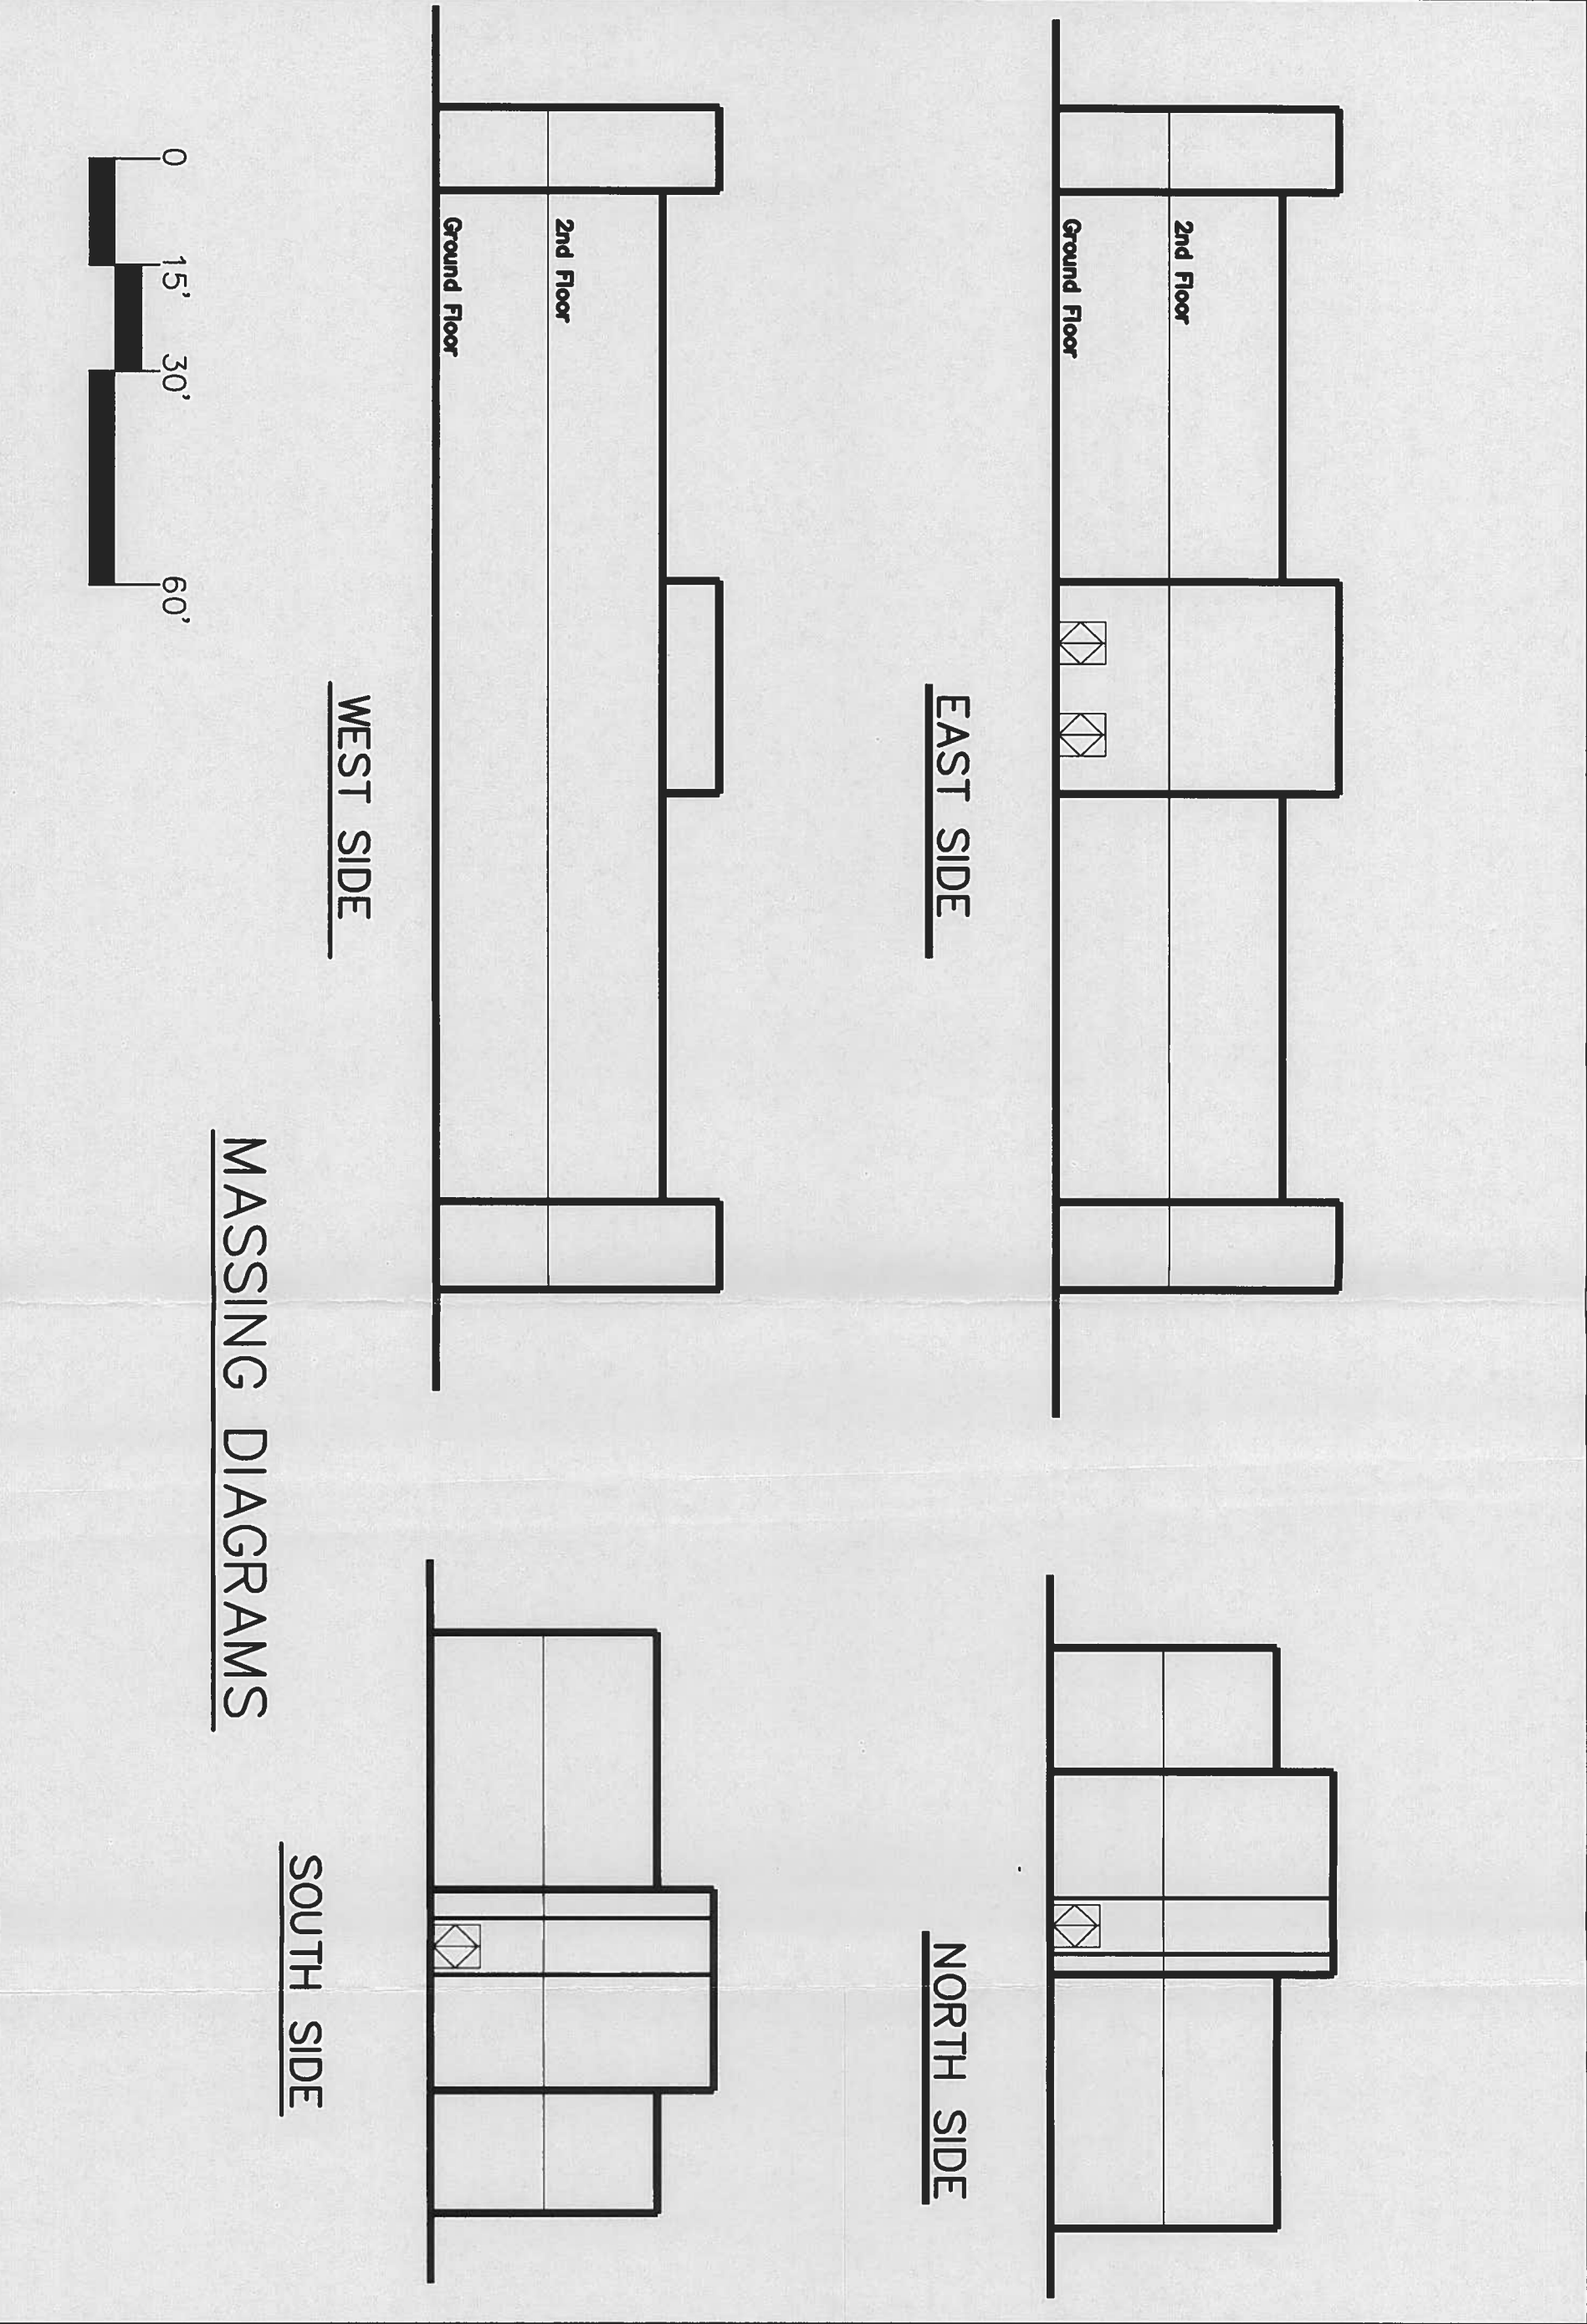 2nd Floor
Ground Floor
EAST SIDE
NORTH SIDE
2nd Floor
Ground Floor
WEST SIDE
SOUTH SIDE
MASSING DIAGRAMS
0 15' 30' 60'